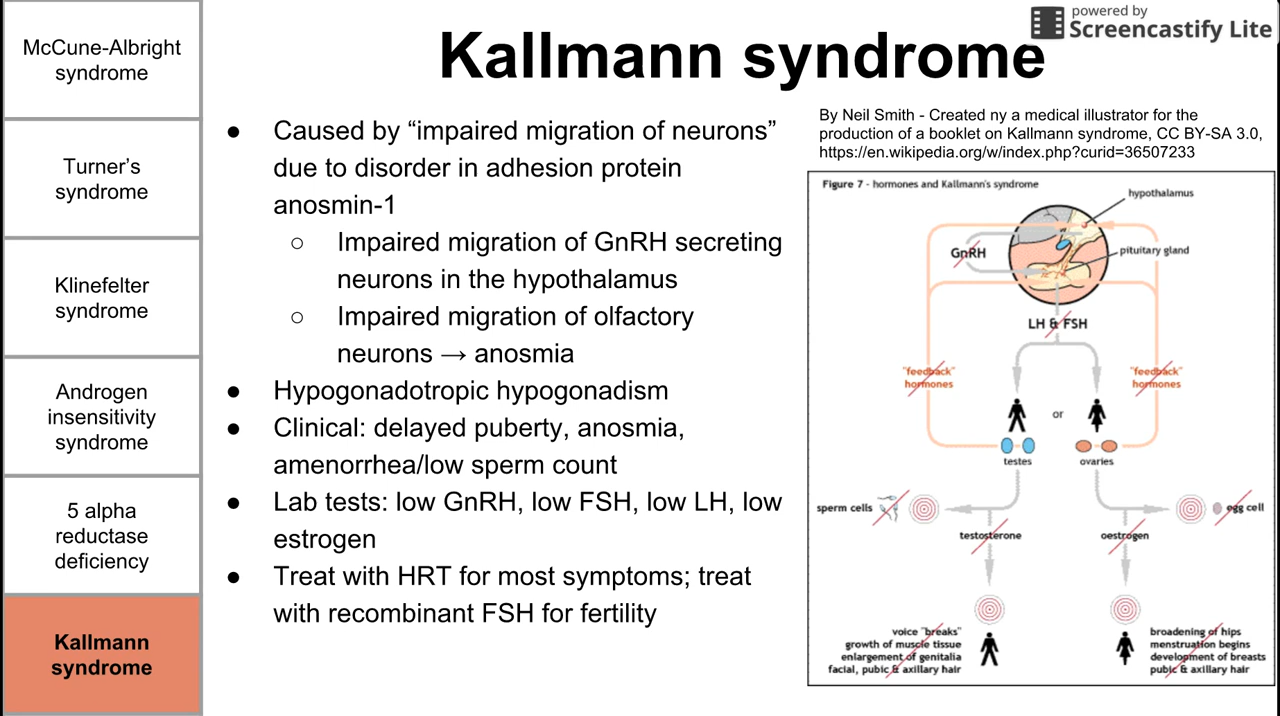 McCune-Albright
syndrome
Turner's
syndrome
Klinefelter
syndrome
Androgen
insensitivity
syndrome
5 alpha
reductase
deficiency
Kallmann
syndrome
powered by
Screencastify Lite
Kallmann syndrome
● Caused by “impaired migration of neurons”
due to disorder in adhesion protein
anosmin-1
○ Impaired migration of GnRH secreting
neurons in the hypothalamus
○ Impaired migration of olfactory
neurons → anosmia
● Hypogonadotropic hypogonadism
● Clinical: delayed puberty, anosmia,
amenorrhea/low sperm count
● Lab tests: low GnRH, low FSH, low LH, low
estrogen
● Treat with HRT for most symptoms; treat
with recombinant FSH for fertility
By Neil Smith - Created ny a medical illustrator for the
production of a booklet on Kallmann syndrome, CC BY-SA 3.0,
https://en.wikipedia.org/w/index.php?curid=36507233
Figure 7 - hormones and Kallmann's syndrome
hypothalamus
GnRH
pituitary gland
LH & FSH
"feedback"
hormones
"feedback"
hormones
or
testes
ovaries
sperm cells
egg cell
testosterone
oestrogen
voice "breaks"
growth of muscle tissue
enlargement of genitalia
facial, pubic & axillary hair
broadening of hips
menstruation begins
development of breasts
pubic & axillary hair